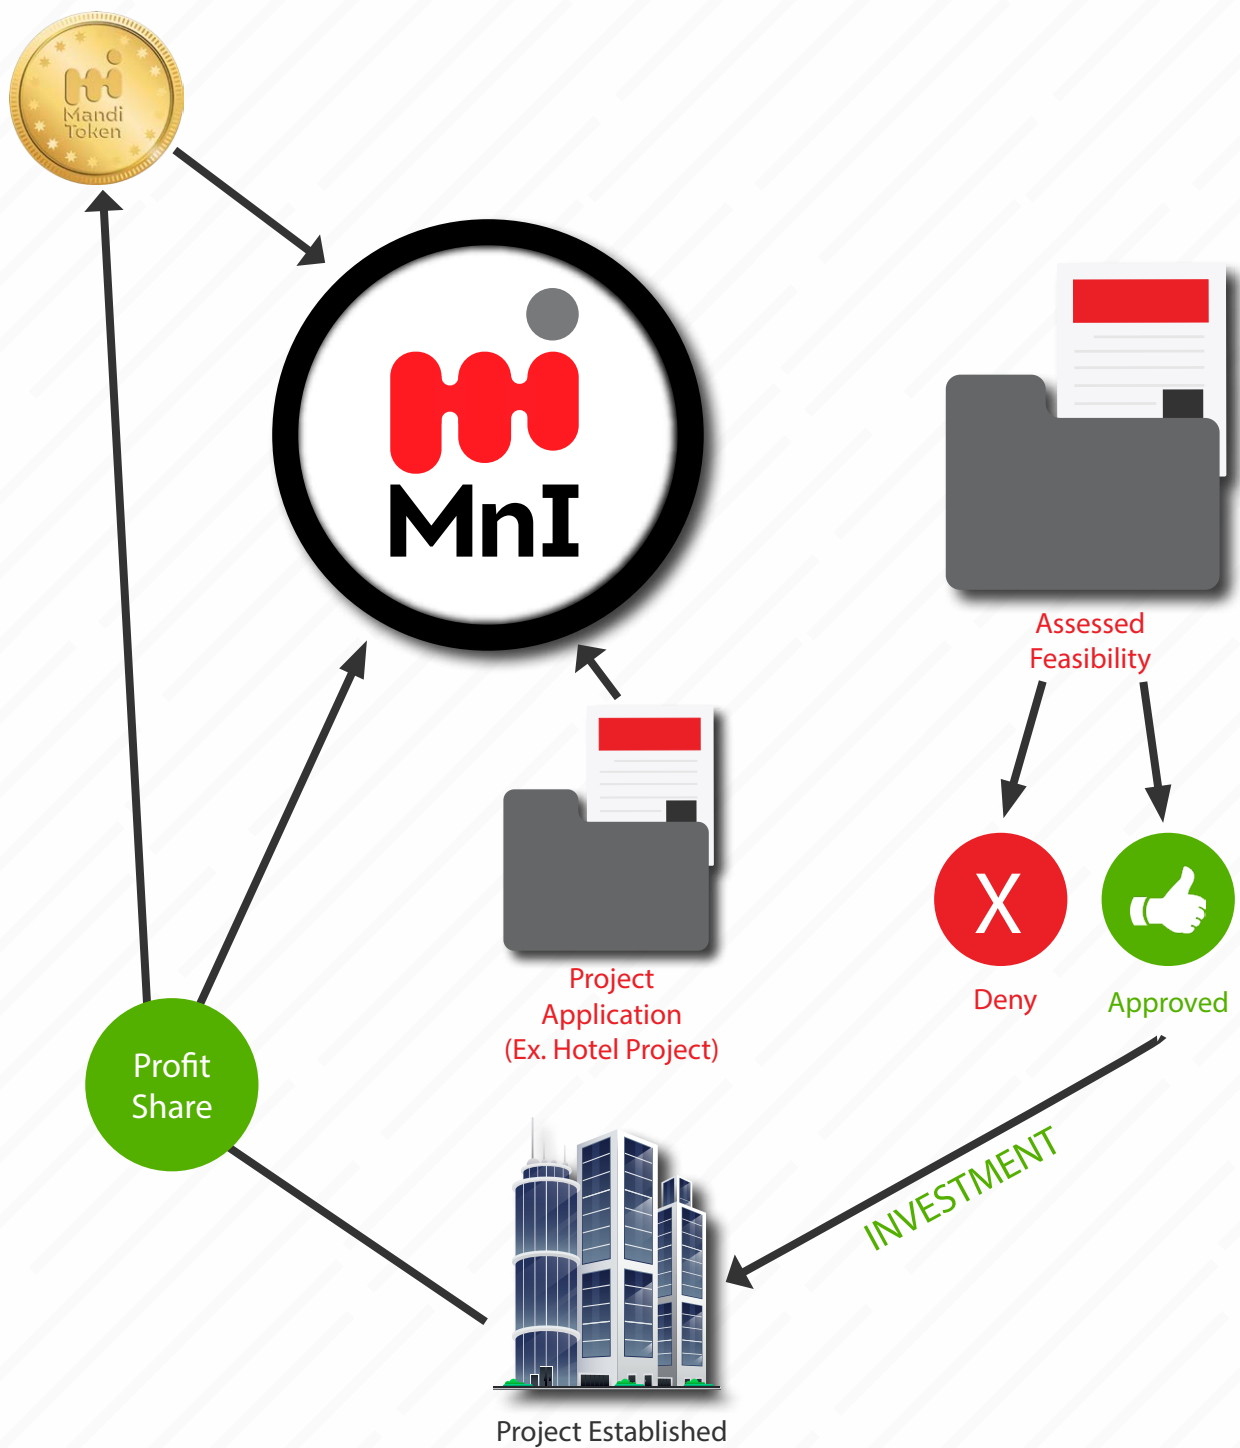 Mandi
Token
MnI
Assessed
Feasibility
Project
Application
(Ex. Hotel Project)
X
Deny
Approved
Profit
Share
INVESTMENT
Project Established